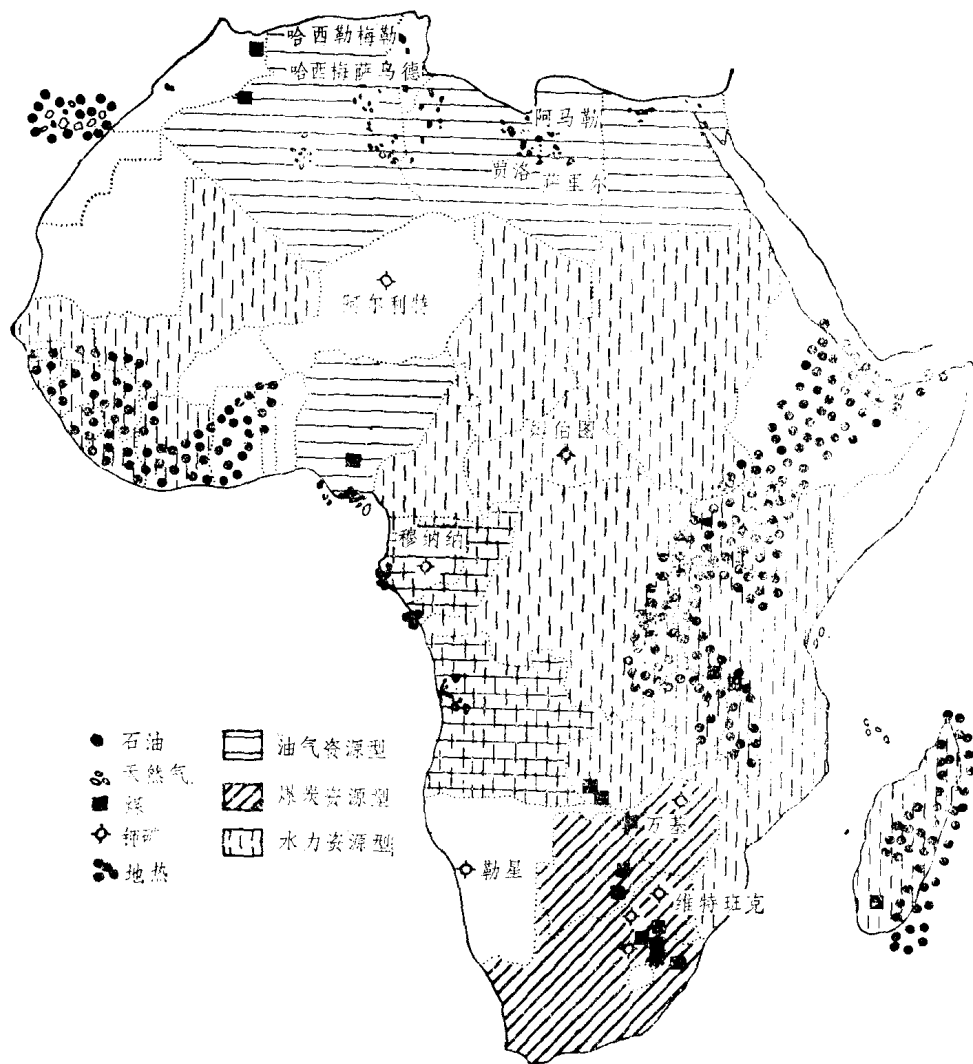 哈西勒梅勒
哈西梅萨乌德
阿马勒
贾洛
萨里尔
阿尔利特
穆纳纳
石油
天然气
煤
铀矿
地热
油气资源型
煤炭资源型
水力资源型
万基
勒星
维特班克